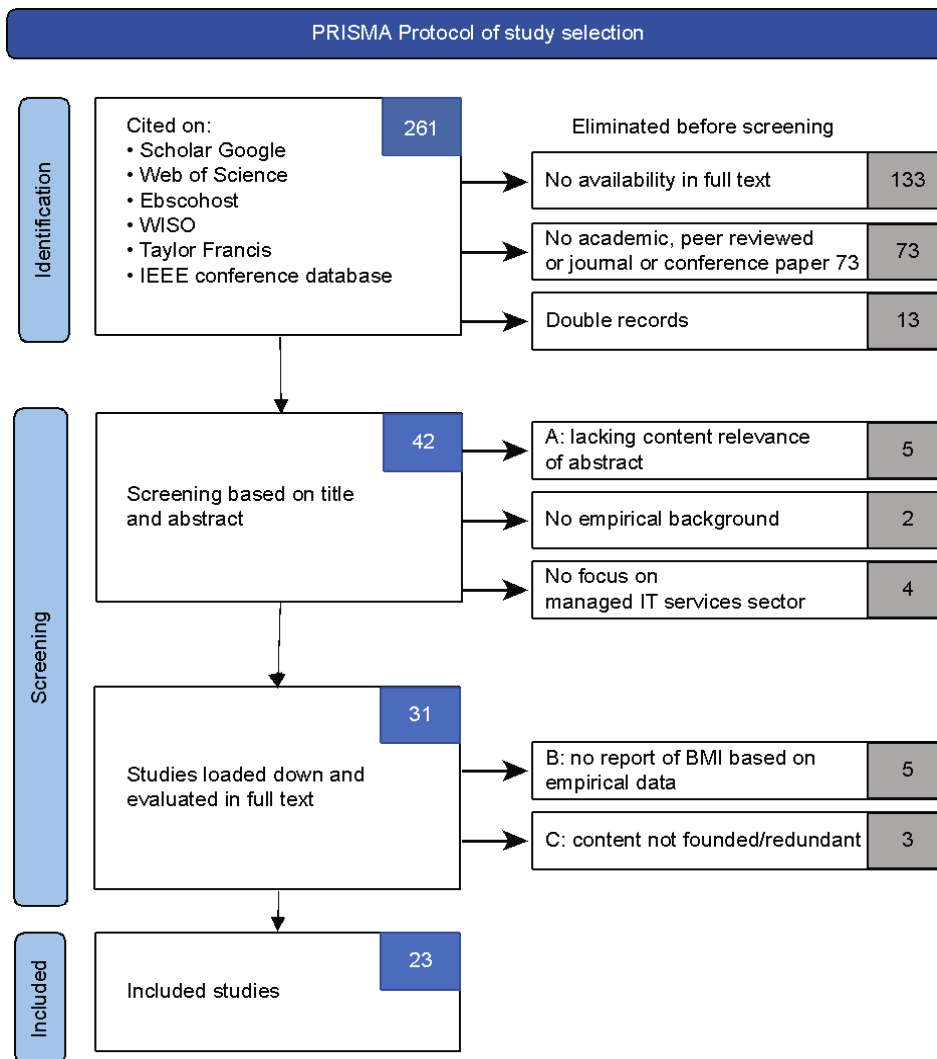 PRISMA Protocol of study selection
Identification
Cited on:
• Scholar Google
• Web of Science
• Ebscohost
• WISO
• Taylor Francis
• IEEE conference database
261
Eliminated before screening
No availability in full text
133
No academic, peer reviewed
or journal or conference paper 73
73
Double records
13
Screening
Screening based on title
and abstract
42
A: lacking content relevance
of abstract
5
No empirical background
2
No focus on
managed IT services sector
4
Studies loaded down and
evaluated in full text
31
B: no report of BMI based on
empirical data
5
C: content not founded/redundant
3
Included
Included studies
23